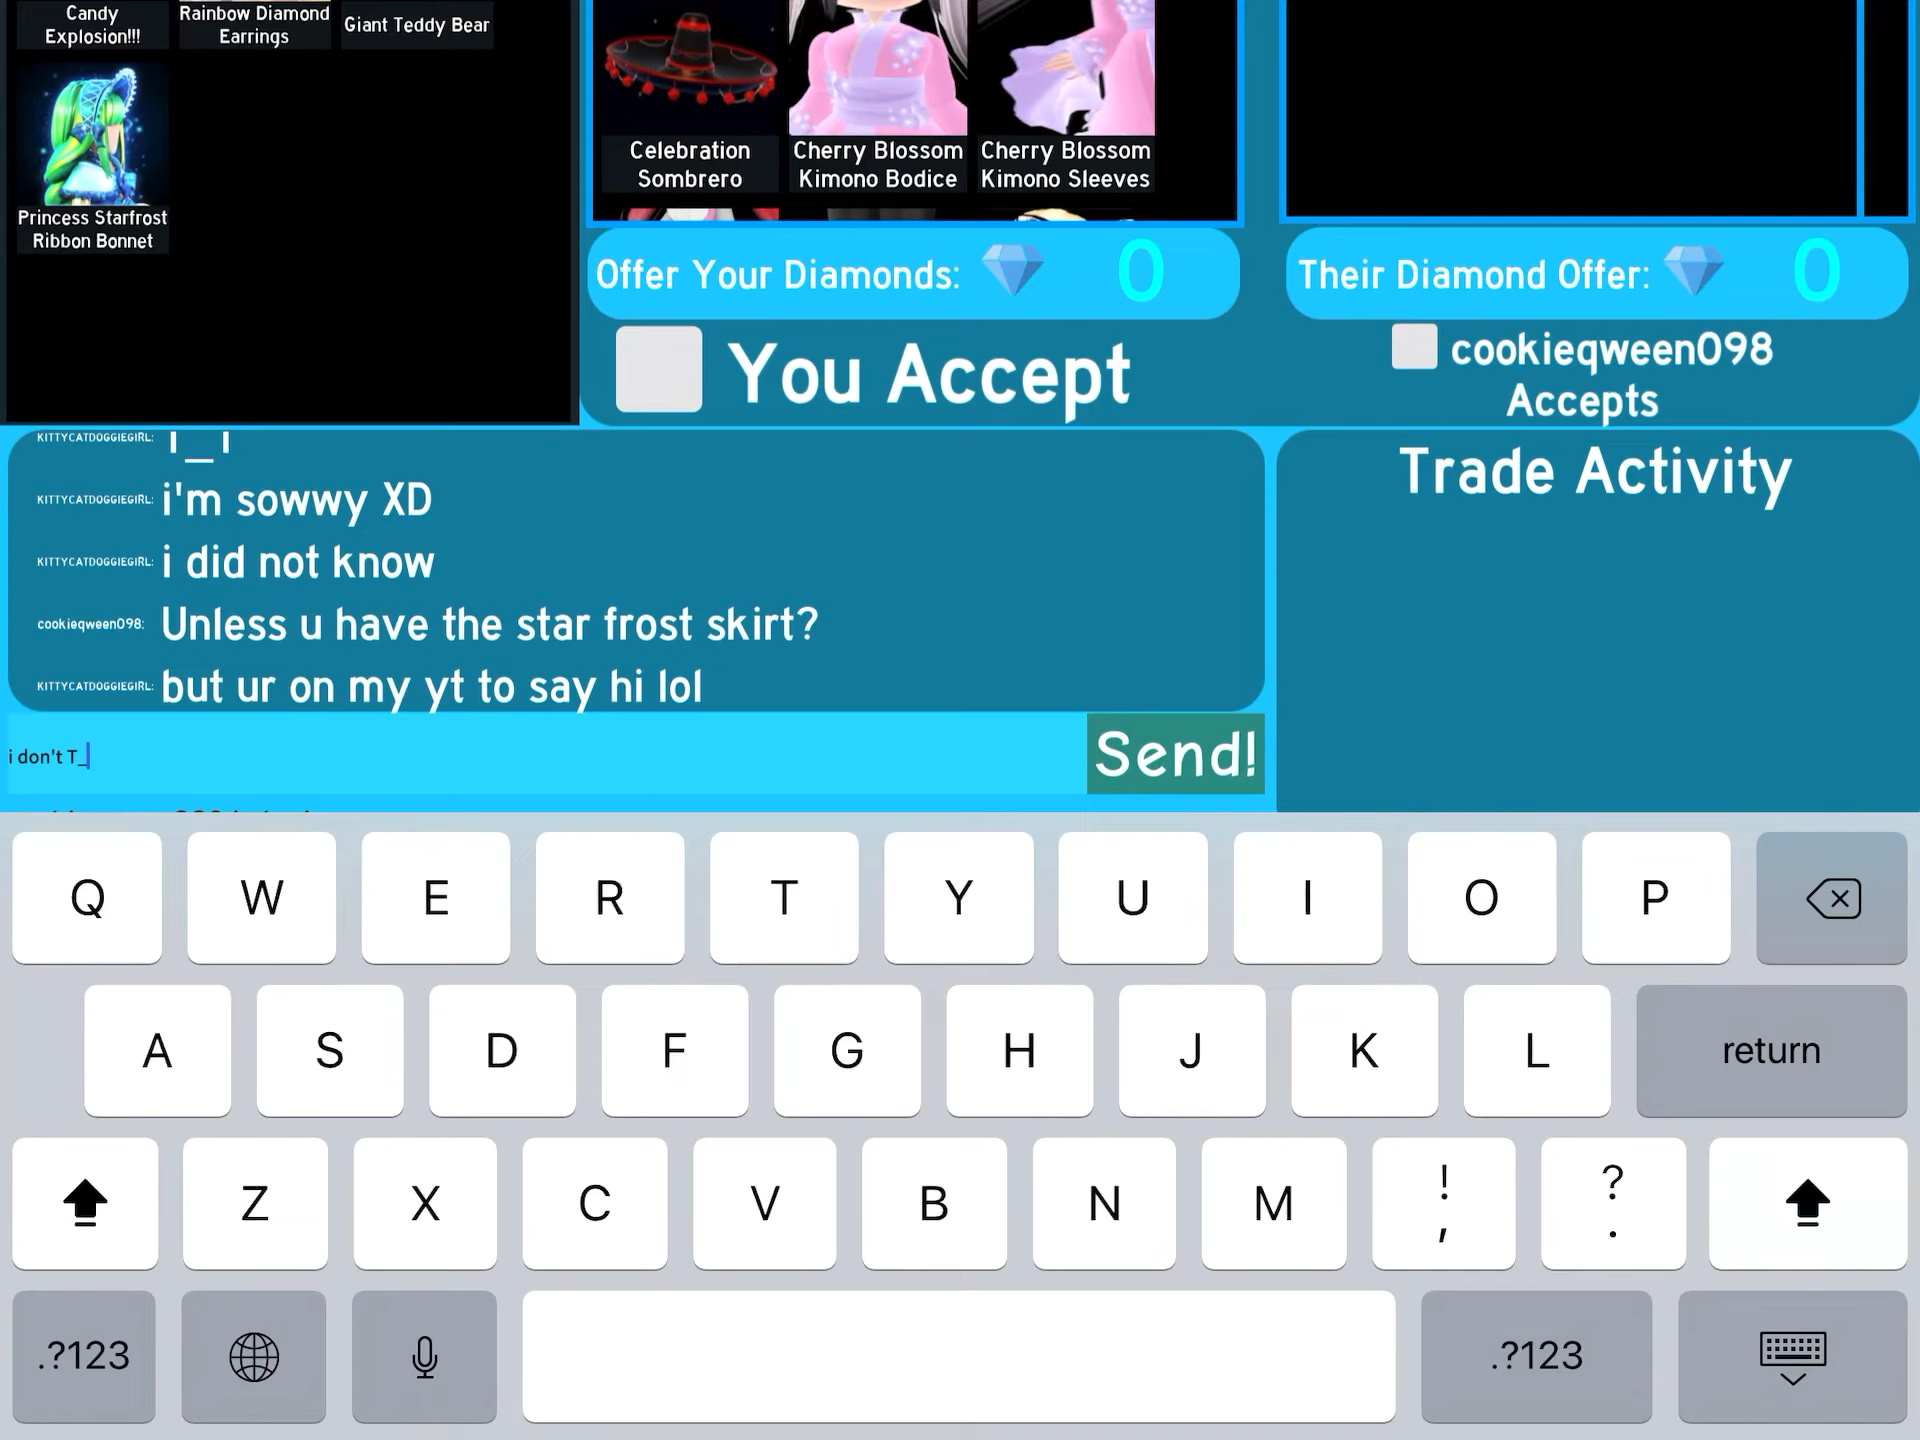 Candy
Explosion!!!
Rainbow Diamond
Earrings
Giant Teddy Bear
Princess Starfrost
Ribbon Bonnet
Celebration
Sombrero
Cherry Blossom
Kimono Bodice
Cherry Blossom
Kimono Sleeves
Offer Your Diamonds: 0
Their Diamond Offer: 0
You Accept
cookieqween098
Accepts
KITTYCATDOGGIEGIRL: T_T
KITTYCATDOGGIEGIRL: i'm sowwy XD
KITTYCATDOGGIEGIRL: i did not know
cookieqween098: Unless u have the star frost skirt?
KITTYCATDOGGIEGIRL: but ur on my yt to say hi lol
Trade Activity
i don't T_
Send!
Q W E R T Y U I O P
A S D F G H J K L return
Z X C V B N M ! , ? .
.?123 .?123